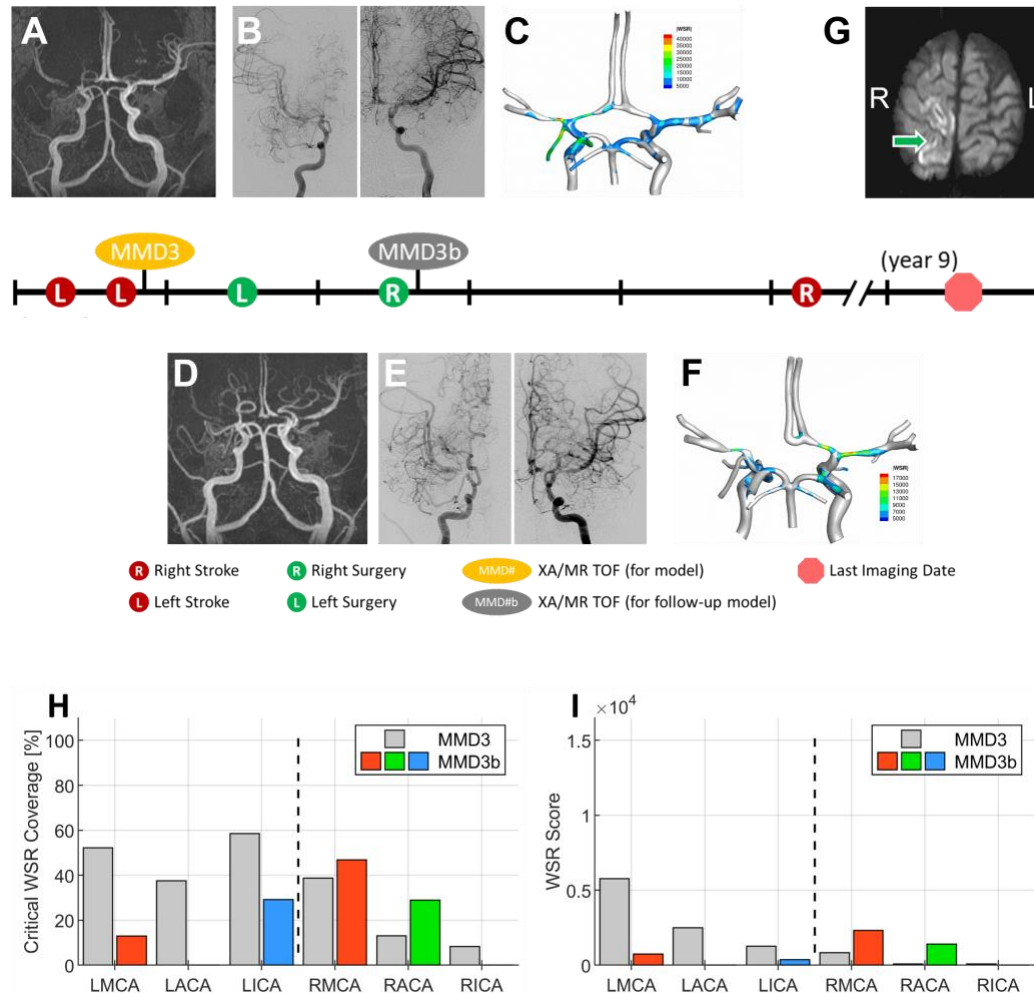 A
B
C
|WSR|
40000
35000
30000
25000
20000
15000
10000
5000
G
R
L
MMD3
MMD3b
(year 9)
L
L
L
R
R
D
E
F
|WSR|
17000
15000
13000
11000
9000
7000
5000
R Right Stroke
R Right Surgery
MMD# XA/MR TOF (for model)
Last Imaging Date
L Left Stroke
L Left Surgery
MMD#b XA/MR TOF (for follow-up model)
H
Critical WSR Coverage [%]
100
80
60
40
20
0
MMD3
MMD3b
LMCA LACA LICA RMCA RACA RICA
I
×10⁴
WSR Score
1.5
1
0.5
0
MMD3
MMD3b
LMCA LACA LICA RMCA RACA RICA